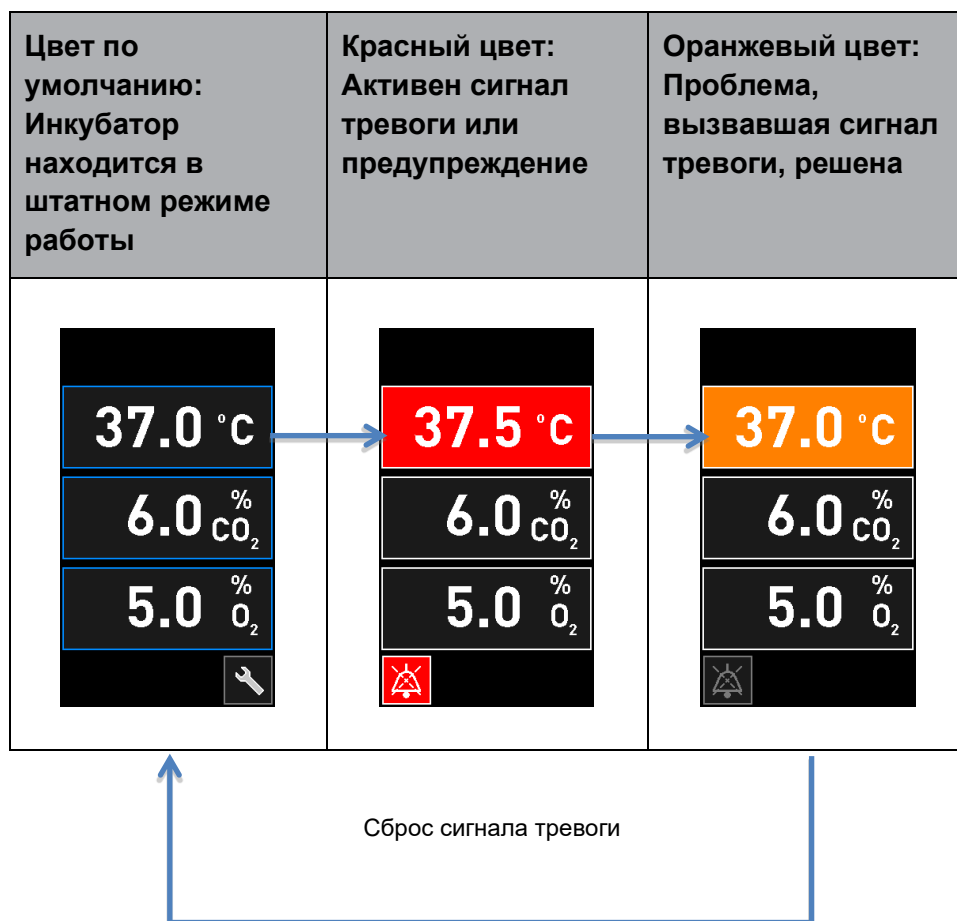 Цвет по
умолчанию:
Инкубатор
находится в
штатном режиме
работы
Красный цвет:
Активен сигнал
тревоги или
предупреждение
Оранжевый цвет:
Проблема,
вызвавшая сигнал
тревоги, решена
37.0 °C
6.0 % CO₂
5.0 % O₂
37.5 °C
6.0 % CO₂
5.0 % O₂
37.0 °C
6.0 % CO₂
5.0 % O₂
Сброс сигнала тревоги